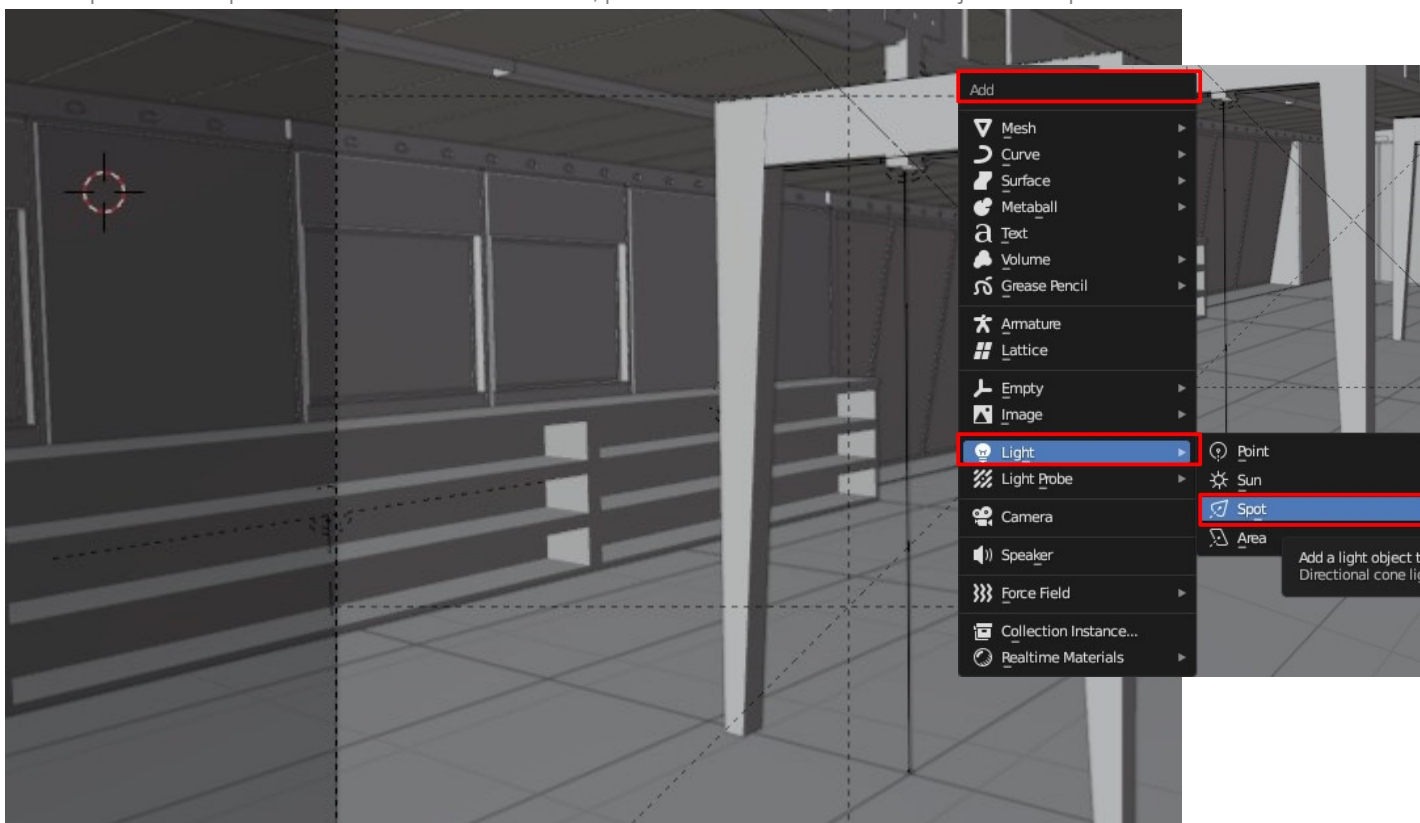 Add
Mesh
Curve
Surface
Metaball
Text
Volume
Grease Pencil
Armature
Lattice
Empty
Image
Light
Light Probe
Camera
Speaker
Force Field
Collection Instance...
Realtime Materials
Point
Sun
Spot
Area
Add a light object
Directional cone